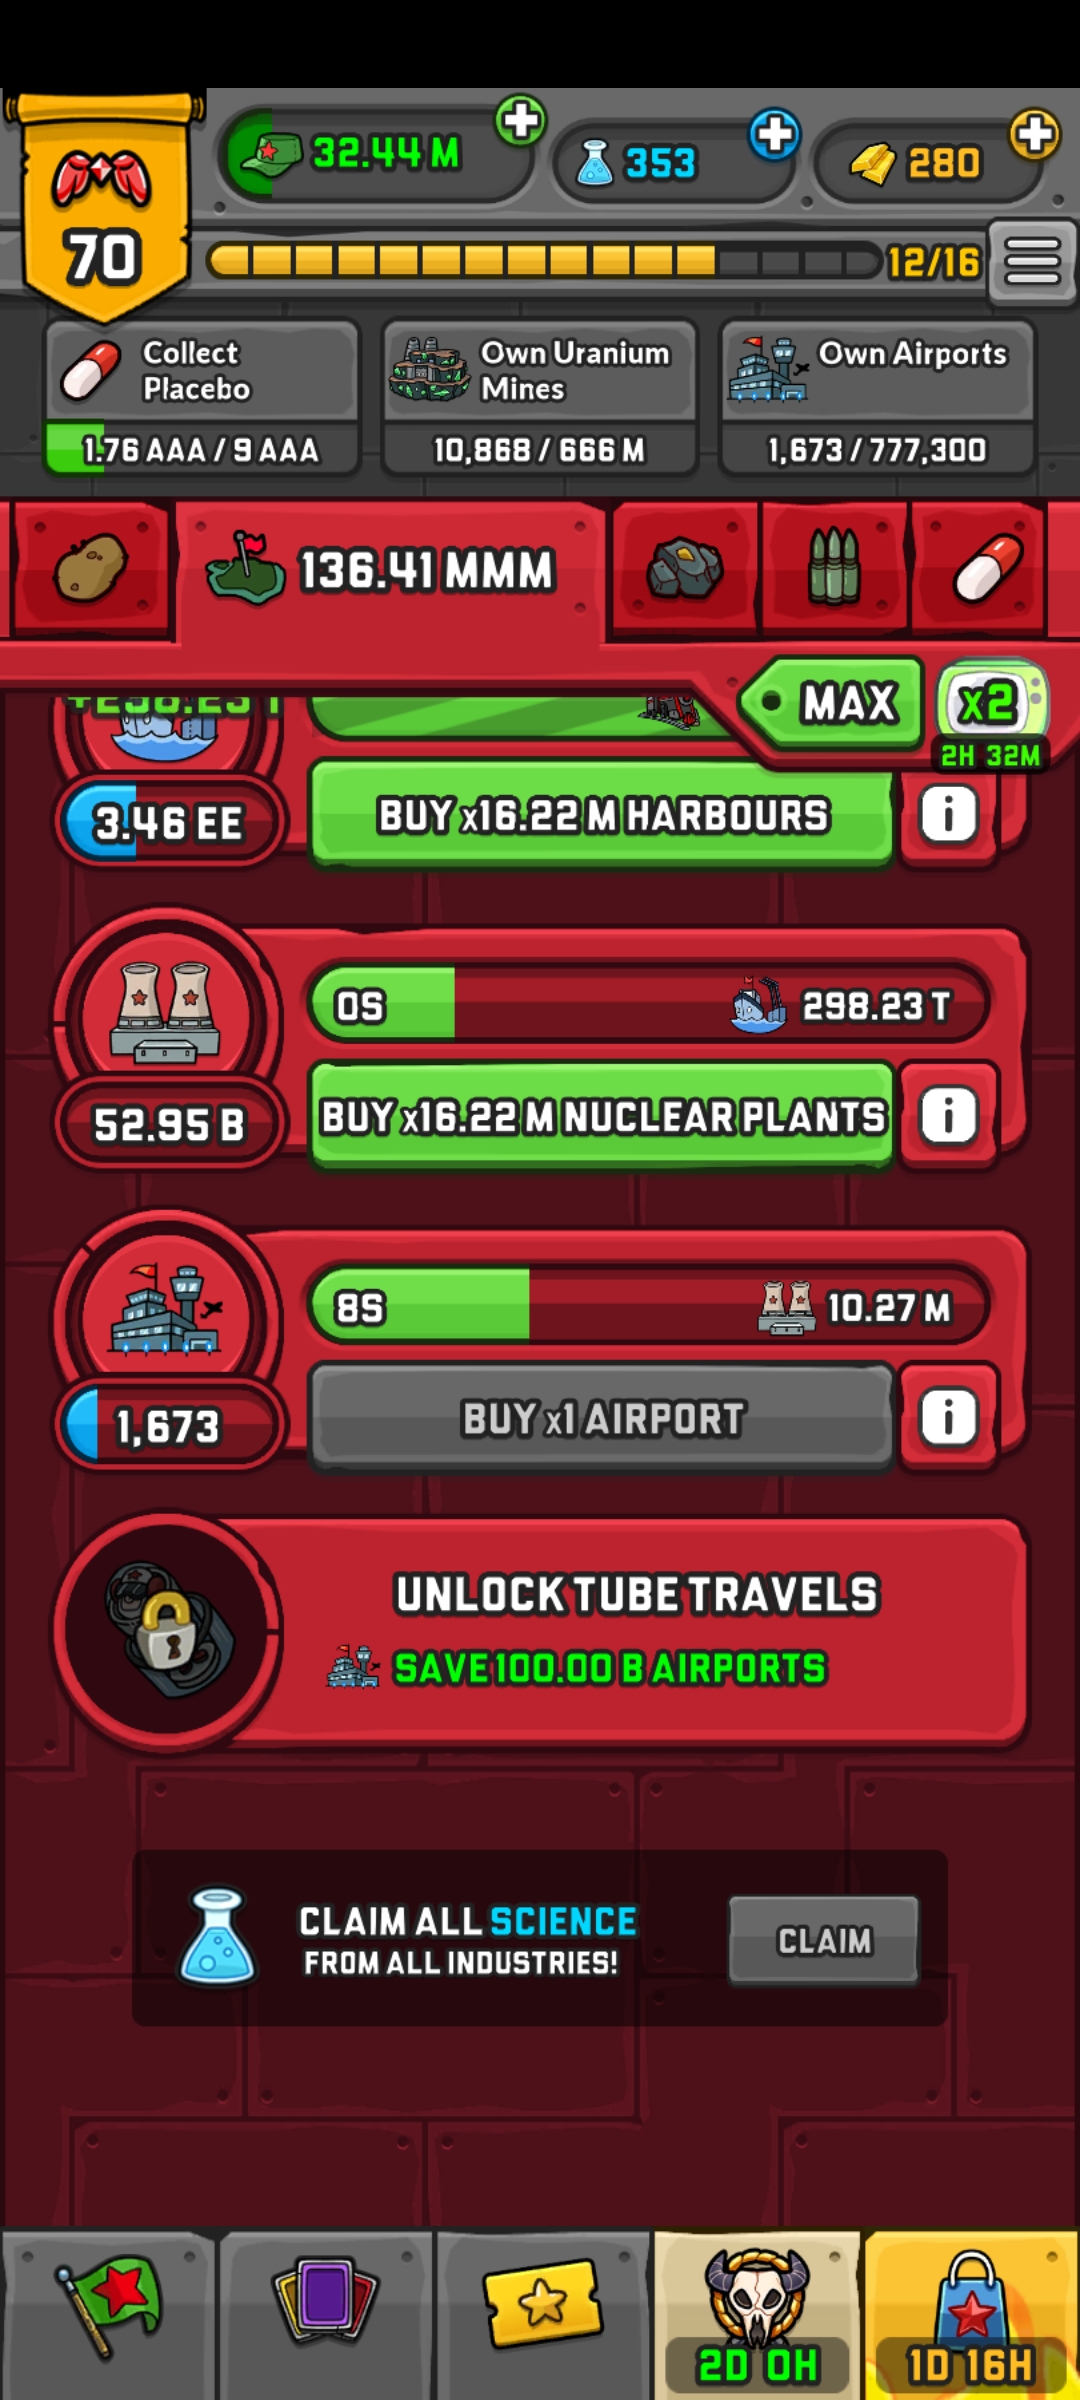 32.44 M
353
280
70
12/16
Collect
Placebo
1.76 AAA / 9 AAA
Own Uranium
Mines
10,868 / 666 M
Own Airports
1,673 / 777,300
136.41 MMM
MAX
x2
2H 32M
+298.23 T
3.46 EE
BUY x16.22 M HARBOURS
i
0S
298.23 T
52.95 B
BUY x16.22 M NUCLEAR PLANTS
i
8S
10.27 M
1,673
BUY x1 AIRPORT
i
UNLOCK TUBE TRAVELS
SAVE 100.00 B AIRPORTS
CLAIM ALL SCIENCE
FROM ALL INDUSTRIES!
CLAIM
2D 0H
1D 16H